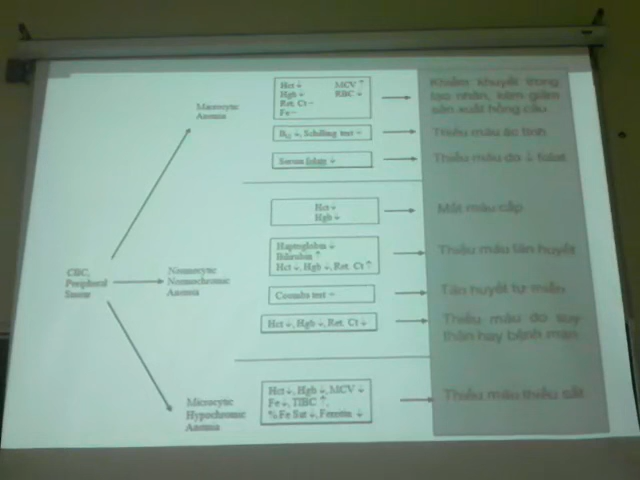 Hct ↓ MCV ↑
Hgb ↓ RBC ↓
Ret. Ct –
Fe –
Khiếm khuyết trong
tạo nhân, kèm giảm
sản xuất hồng cầu
Macrocytic
Anemia
B12 ↓, Schilling test
Thiếu máu ác tính
Serum folate ↓
Thiếu máu do ↓ folat
Hct ↓
Hgb ↓
Mất máu cấp
Haptoglobin ↓
Bilirubin ↑
Hct ↓, Hgb ↓, Ret. Ct ↑
Thiếu máu tán huyết
CBC,
Peripheral
Smear
Normocytic
Normochromic
Anemia
Coombs test
Tán huyết tự miễn
Hct ↓, Hgb ↓, Ret. Ct ↓
Thiếu máu do suy
thận hay bệnh mạn
Microcytic
Hypochromic
Anemia
Hct ↓, Hgb ↓, MCV ↓
Fe ↓, TIBC ↑,
% Fe Sat ↓, Ferritin ↓
Thiếu máu thiếu sắt